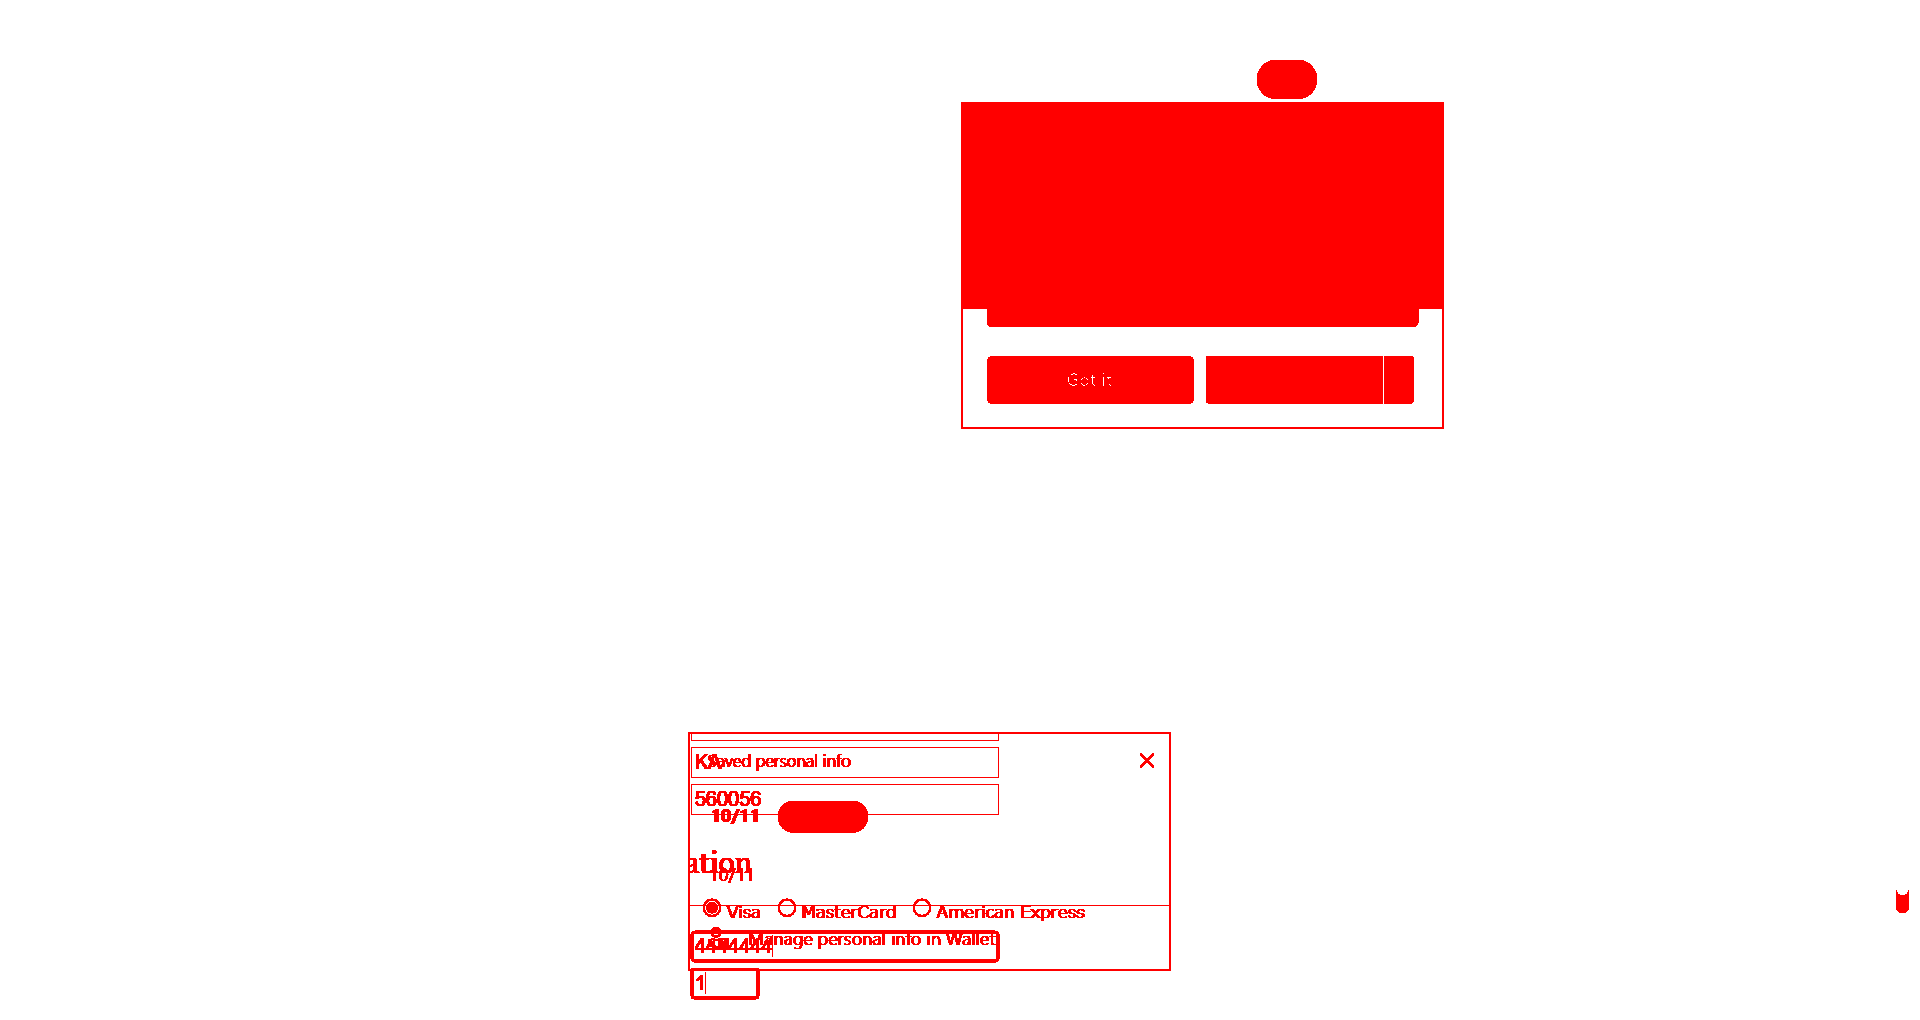 Got it
KA
Saved personal info
560056
10/11
ation
10/11
Visa MasterCard American Express
Manage personal info in Wallet
4444444
1